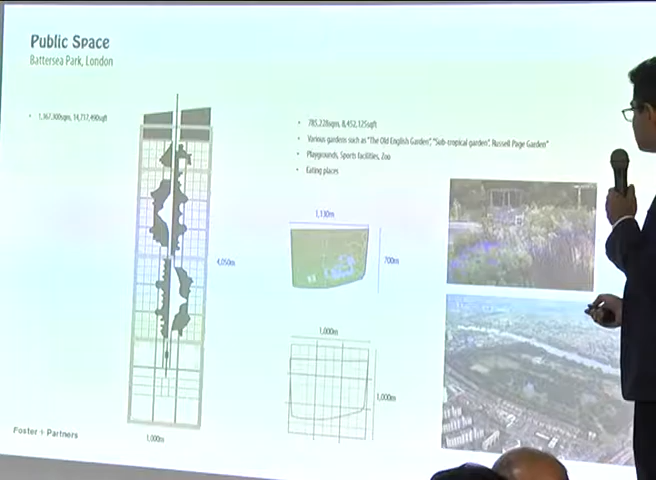 Public Space
Battersea Park, London
• 1,367,300sqm, 14,717,490sqft
• 785,228sqm, 8,452,125sqft
• Various gardens such as "The Old English Garden", "Sub-tropical garden", Russell Page Garden"
• Playgrounds, Sports facilities, Zoo
• Eating places
1,130m
700m
4,050m
1,000m
1,000m
1,000m
Foster + Partners